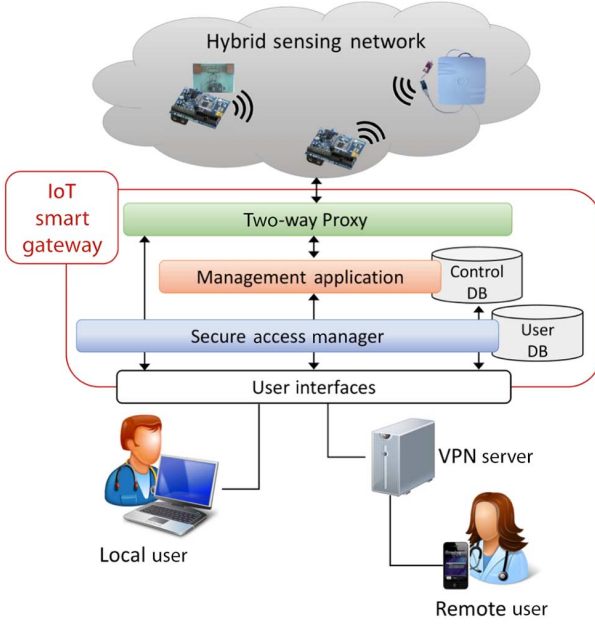 Hybrid sensing network
IoT
smart
gateway
Two-way Proxy
Management application
Control
DB
Secure access manager
User
DB
User interfaces
VPN server
Local user
Remote user